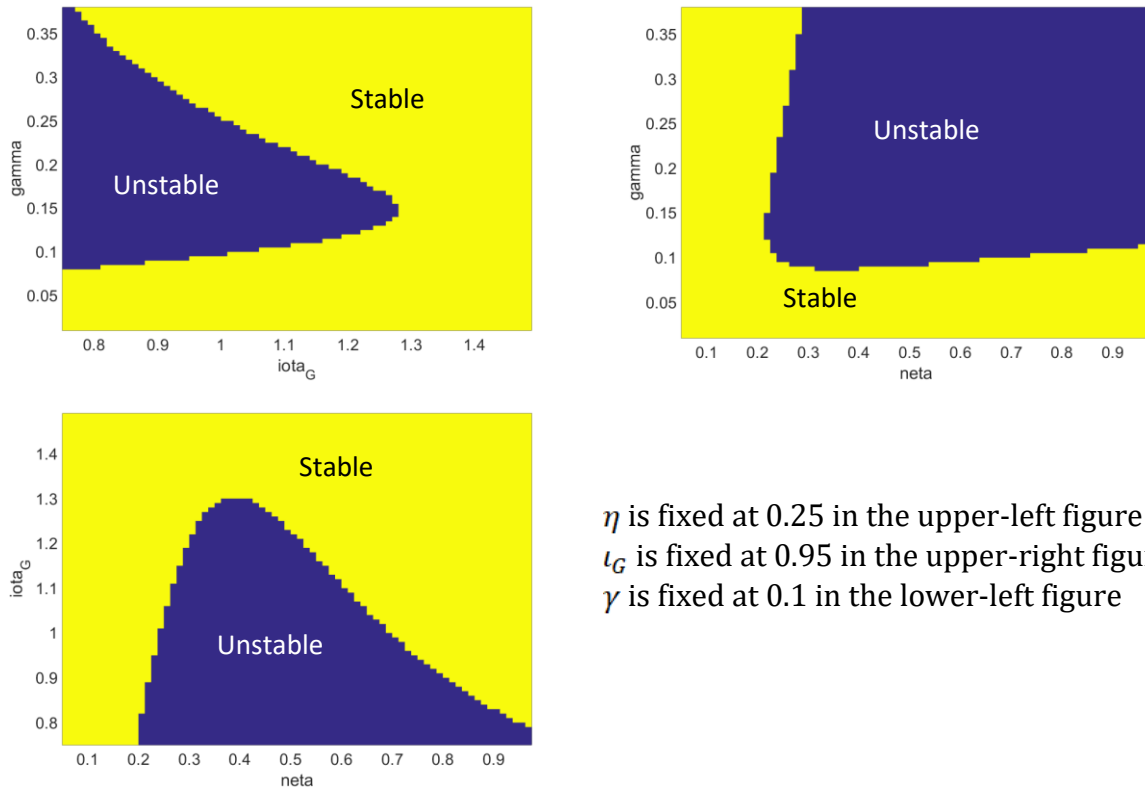 0.35
0.3
0.25
0.2
0.15
0.1
0.05
gamma
Stable
Unstable
0.8 0.9 1 1.1 1.2 1.3 1.4
iota_G
0.35
0.3
0.25
0.2
0.15
0.1
0.05
gamma
Unstable
Stable
0.1 0.2 0.3 0.4 0.5 0.6 0.7 0.8 0.9
neta
1.4
1.3
1.2
1.1
1
0.9
0.8
iota_G
Stable
Unstable
0.1 0.2 0.3 0.4 0.5 0.6 0.7 0.8 0.9
neta
η is fixed at 0.25 in the upper-left figure
ι_G is fixed at 0.95 in the upper-right figu
γ is fixed at 0.1 in the lower-left figure